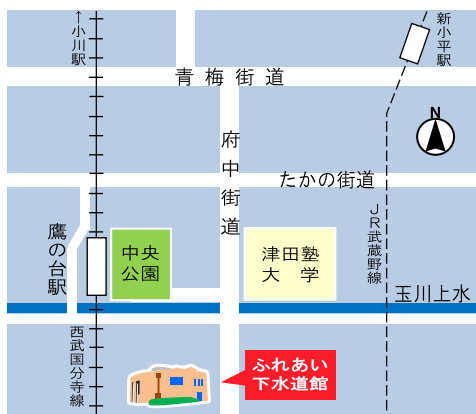 ↑小川駅
新小平駅
青梅街道
N
府中街道
たかの街道
JR武蔵野線
鷹の台駅
中央
公園
津田塾
大学
玉川上水
西武国分寺線
ふれあい
下水道館